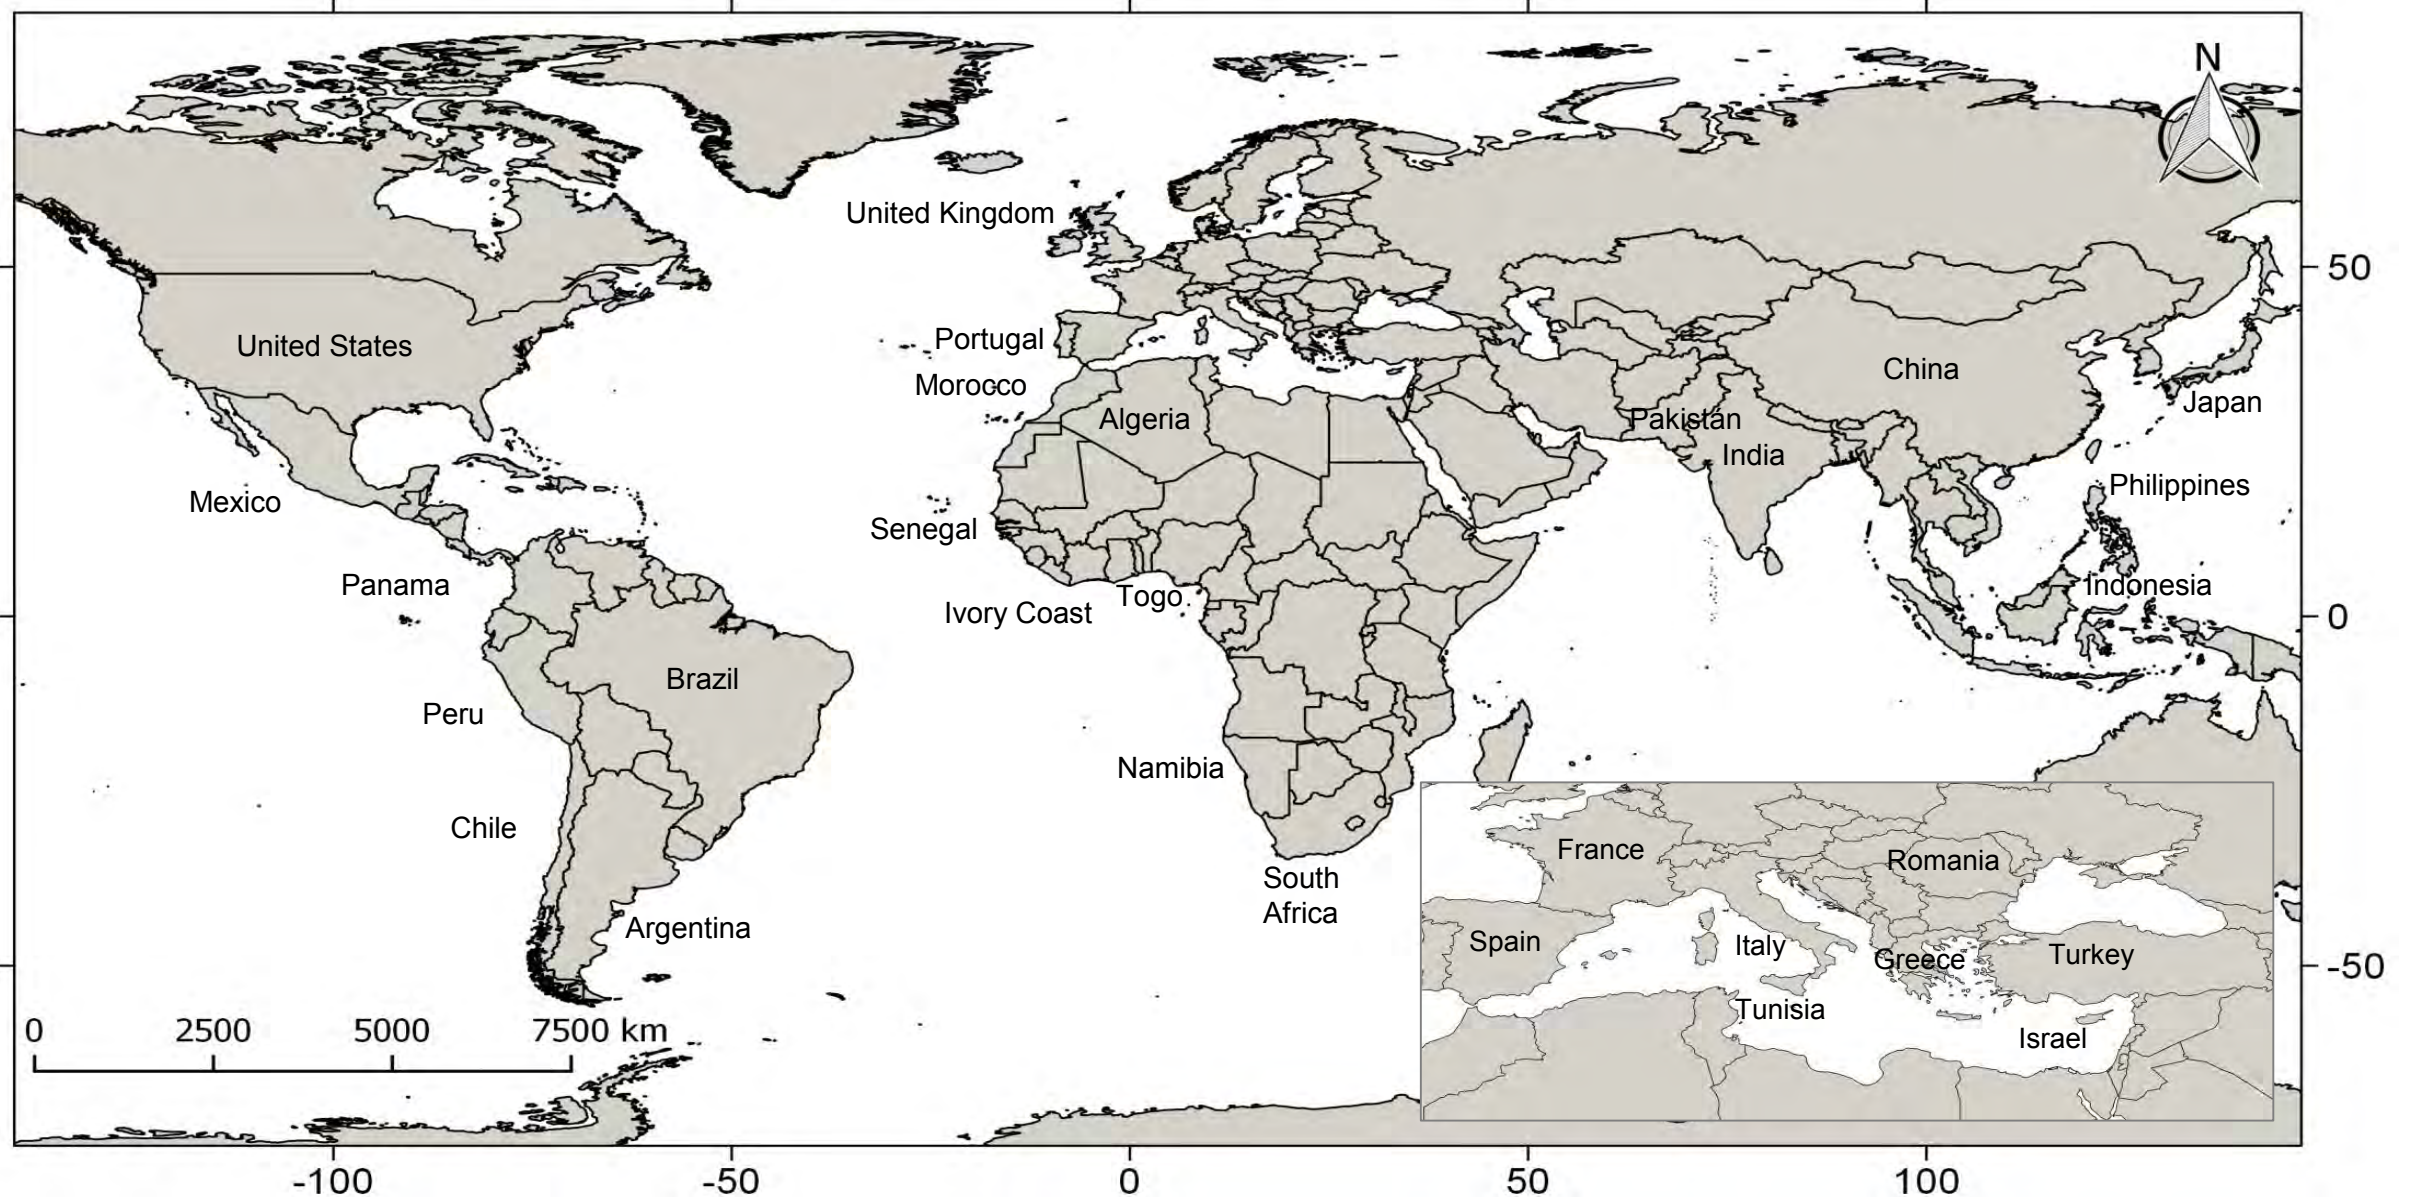 N
United Kingdom
50
Portugal
United States
China
Morocco
Japan
Algeria
Pakistán
India
Philippines
Mexico
Senegal
Panama
Indonesia
Togo
Ivory Coast
0
Brazil
Peru
Namibia
Chile
France
Romania
South
Africa
Argentina
Spain
Italy
Greece
Turkey
-50
Tunisia
Israel
0 2500 5000 7500 km
-100 -50 0 50 100